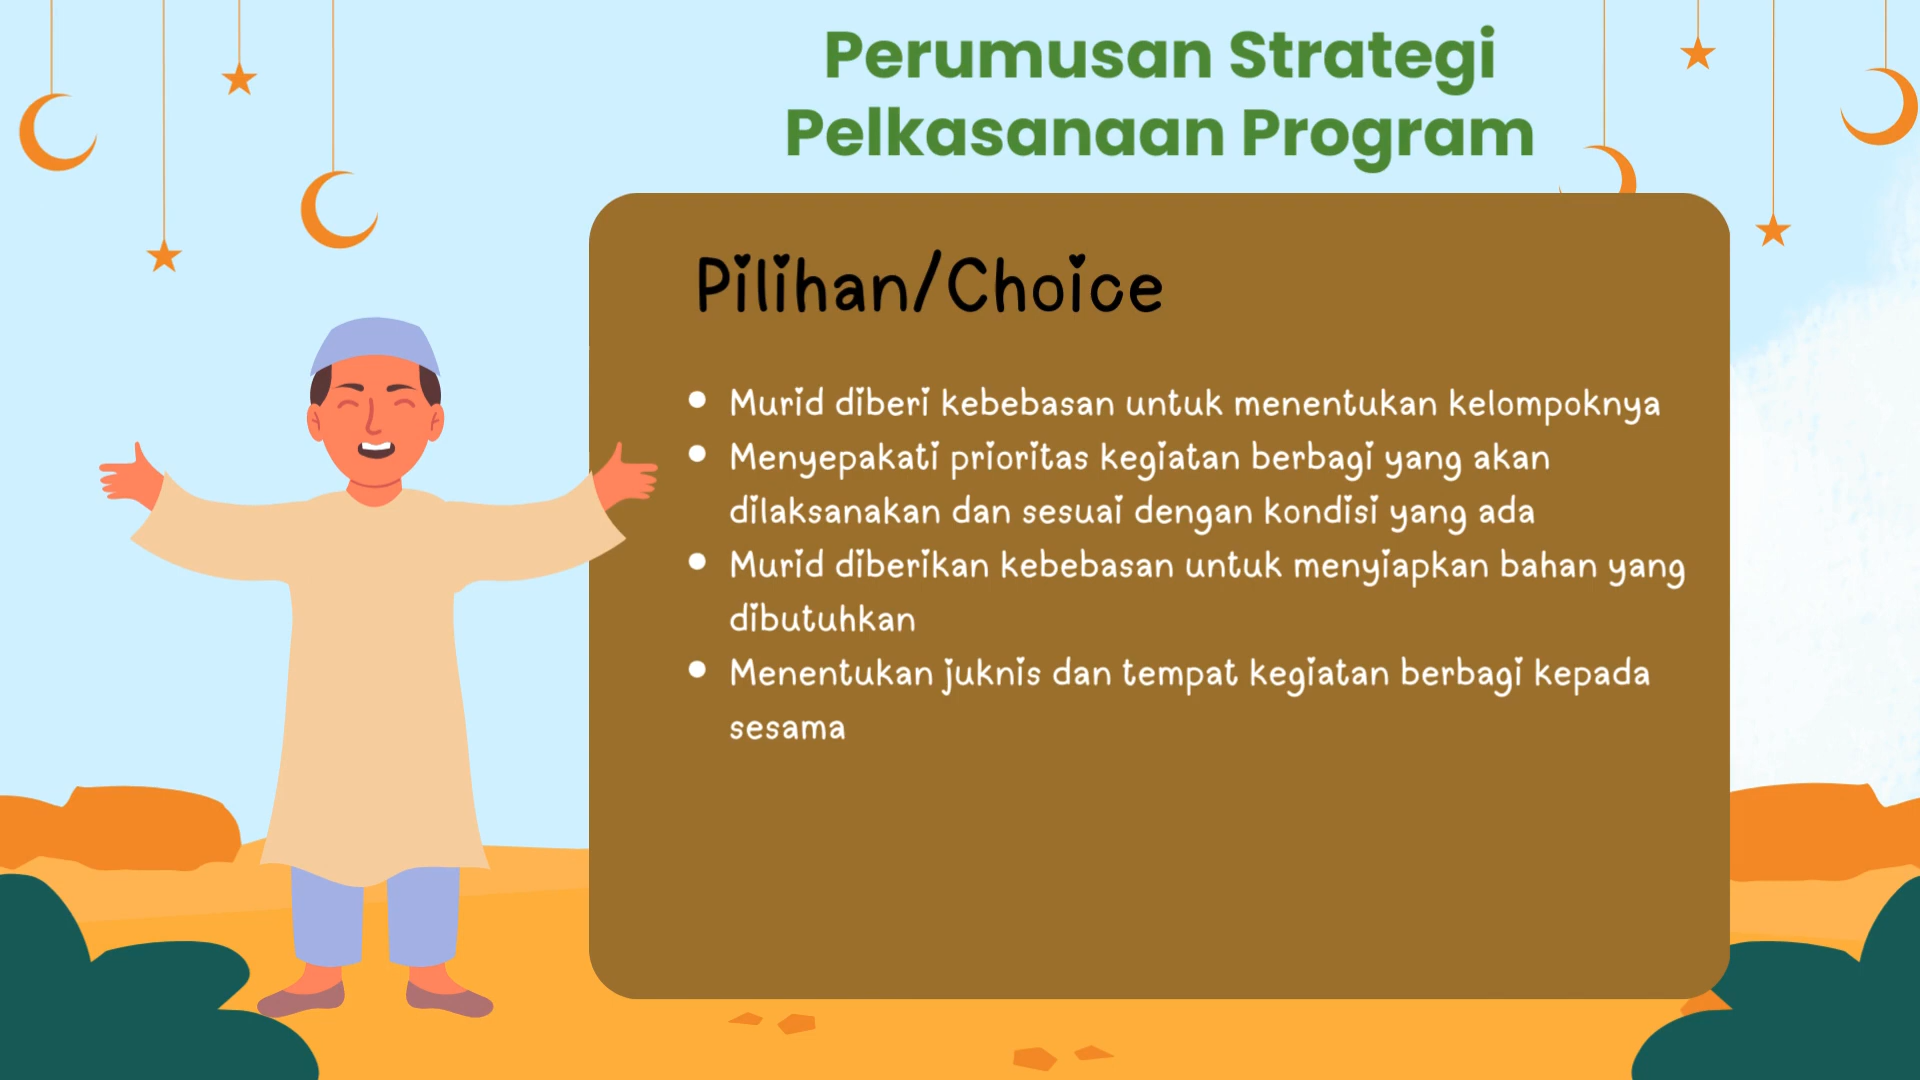 Perumusan Strategi
Pelkasanaan Program
Pilihan/Choice
• Murid diberi kebebasan untuk menentukan kelompoknya
• Menyepakati prioritas kegiatan berbagi yang akan
dilaksanakan dan sesuai dengan kondisi yang ada
• Murid diberikan kebebasan untuk menyiapkan bahan yang
dibutuhkan
• Menentukan juknis dan tempat kegiatan berbagi kepada
sesama